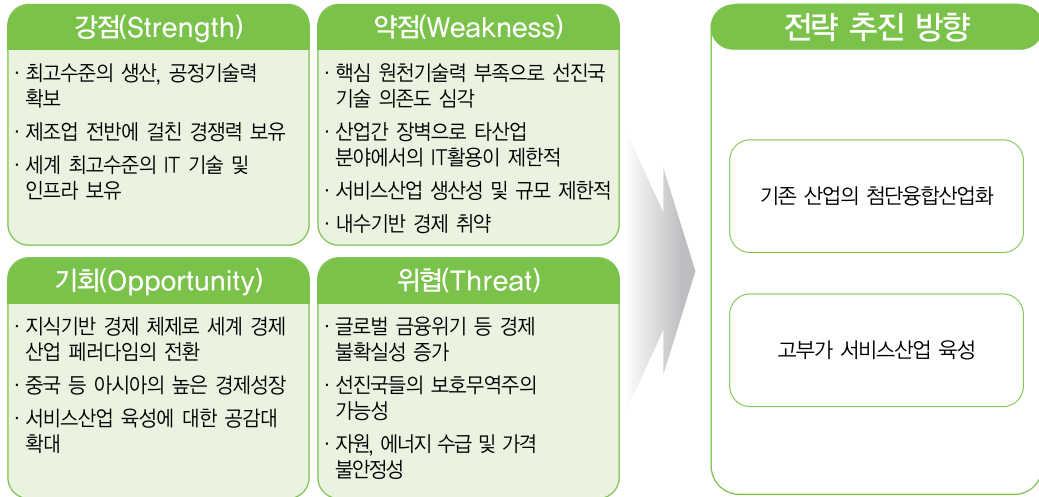 강점(Strength)
· 최고수준의 생산, 공정기술력
확보
· 제조업 전반에 걸친 경쟁력 보유
· 세계 최고수준의 IT 기술 및
인프라 보유
약점(Weakness)
· 핵심 원천기술력 부족으로 선진국
기술 의존도 심각
· 산업간 장벽으로 타산업
분야에서의 IT활용이 제한적
· 서비스산업 생산성 및 규모 제한적
· 내수기반 경제 취약
기회(Opportunity)
· 지식기반 경제 체제로 세계 경제
산업 페러다임의 전환
· 중국 등 아시아의 높은 경제성장
· 서비스산업 육성에 대한 공감대
확대
위협(Threat)
· 글로벌 금융위기 등 경제
불확실성 증가
· 선진국들의 보호무역주의
가능성
· 자원, 에너지 수급 및 가격
불안정성
전략 추진 방향
기존 산업의 첨단융합산업화
고부가 서비스산업 육성